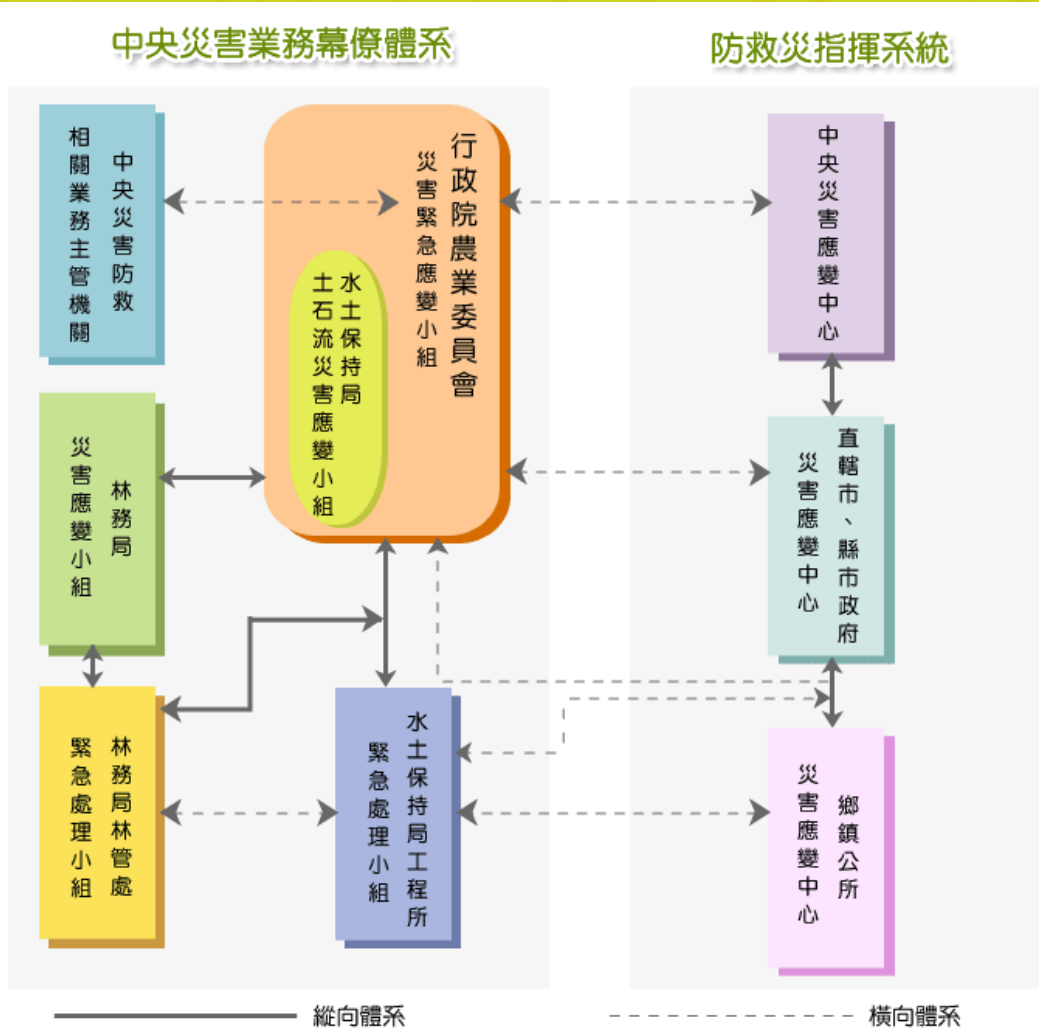 中央災害業務幕僚體系
防救災指揮系統
中央災害防救
相關業務主管機關
行政院農業委員會
災害緊急應變小組
水土保持局
土石流災害應變小組
中央災害應變中心
林務局
災害應變小組
直轄市、縣市政府
災害應變中心
林務局林管處
緊急處理小組
水土保持局工程所
緊急處理小組
鄉鎮公所
災害應變中心
縱向體系
橫向體系